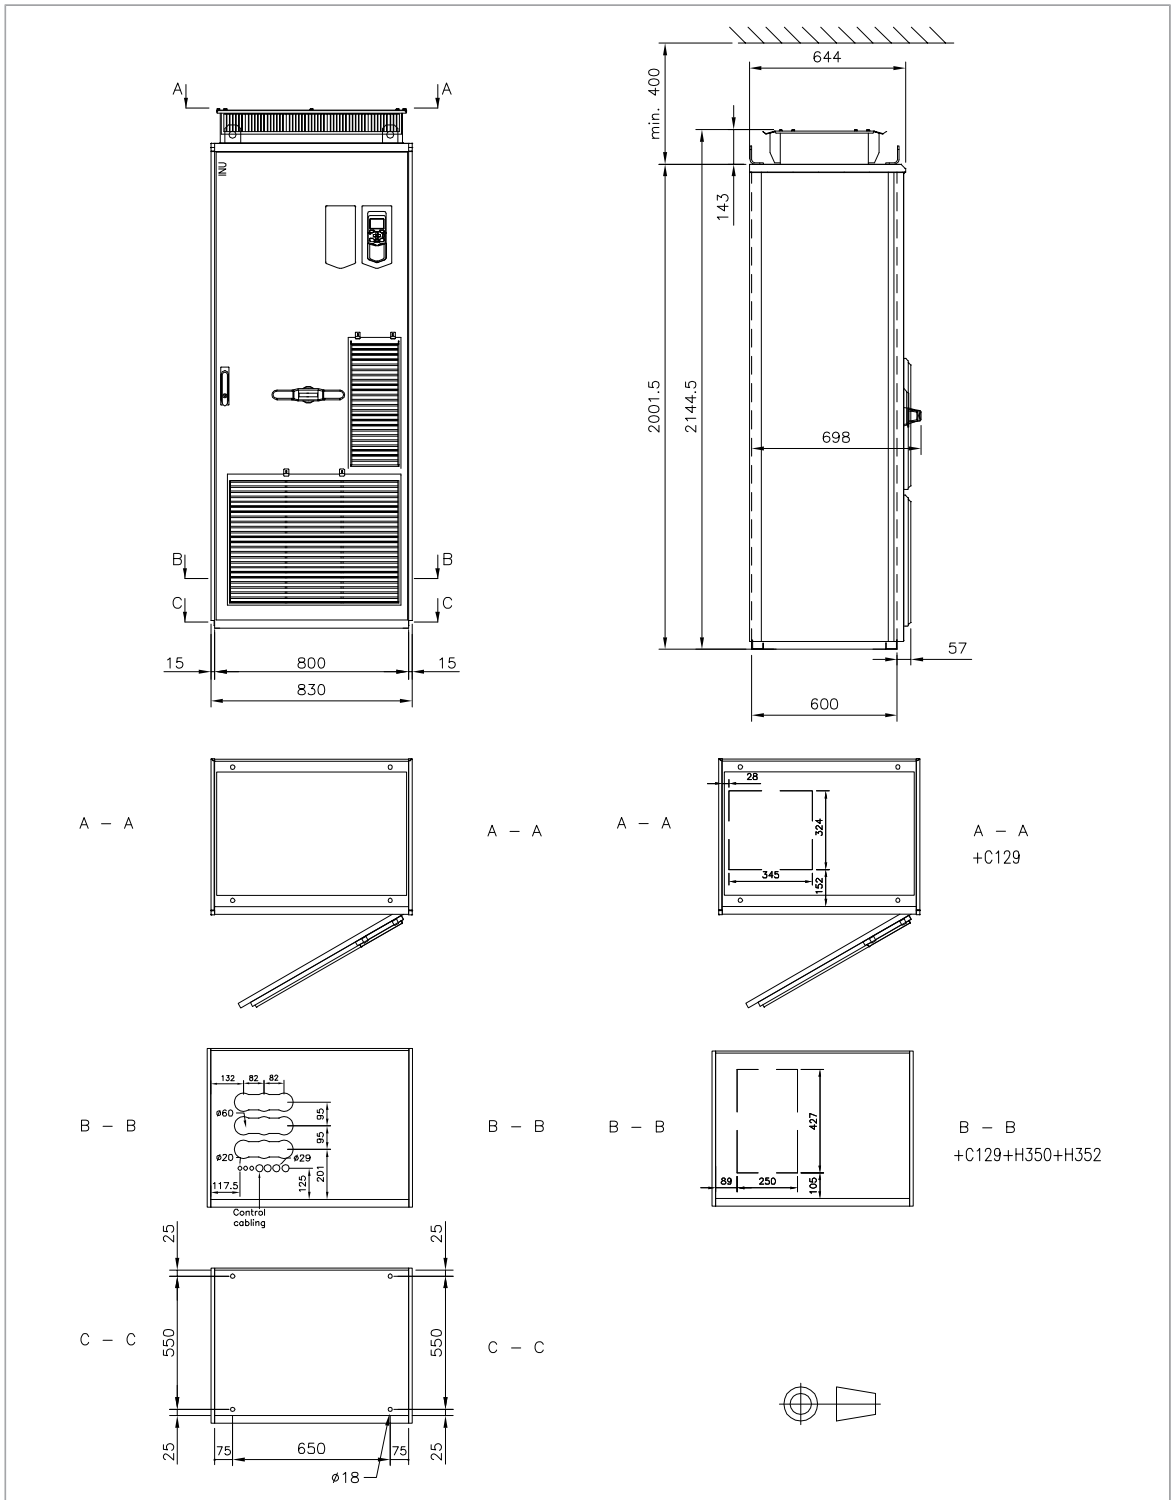 644
min. 400
A
A
INU
143
2001.5
2144.5
698
B
B
C
C
15
800
15
830
57
600
A – A
A – A
28
324
345
152
A – A
A – A
+C129
132
82
82
ø60
95
95
ø20
ø29
117.5
125
201
Control
cabling
B – B
B – B
B – B
427
89
250
105
B – B
+C129+H350+H352
25
25
C – C
550
550
C – C
25
75
650
75
25
ø18